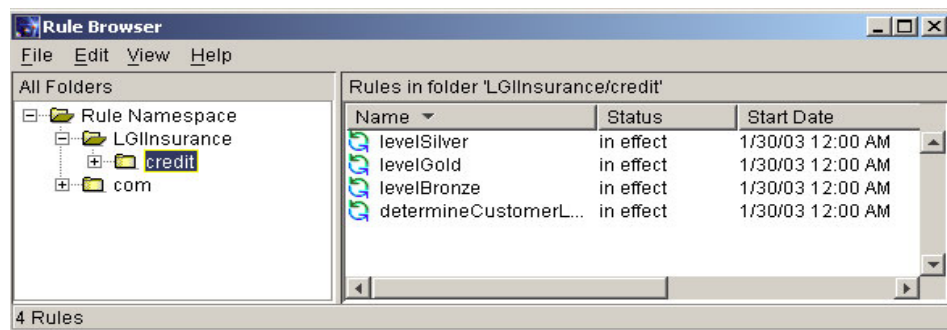 Rule Browser
File Edit View Help
All Folders
Rules in folder 'LGIInsurance/credit'
Rule Namespace
LGIInsurance
credit
com
Name Status Start Date
levelSilver in effect 1/30/03 12:00 AM
levelGold in effect 1/30/03 12:00 AM
levelBronze in effect 1/30/03 12:00 AM
determineCustomerL... in effect 1/30/03 12:00 AM
4 Rules